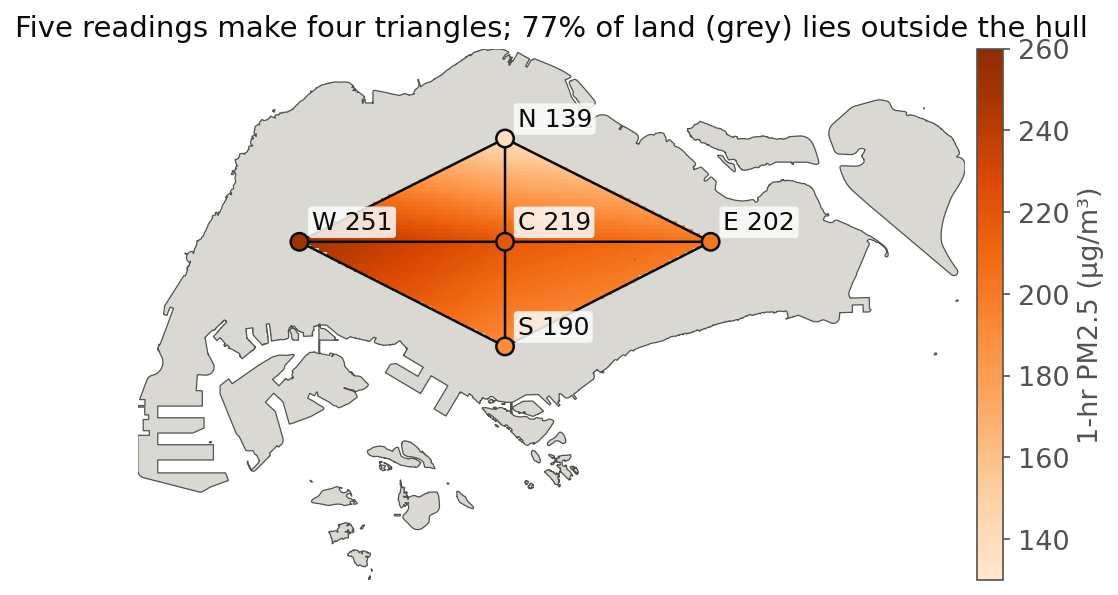 Five readings make four triangles; 77% of land (grey) lies outside the hull
N 139
W 251
C 219
E 202
S 190
260
240
220
200
180
160
140
1-hr PM2.5 (µg/m³)